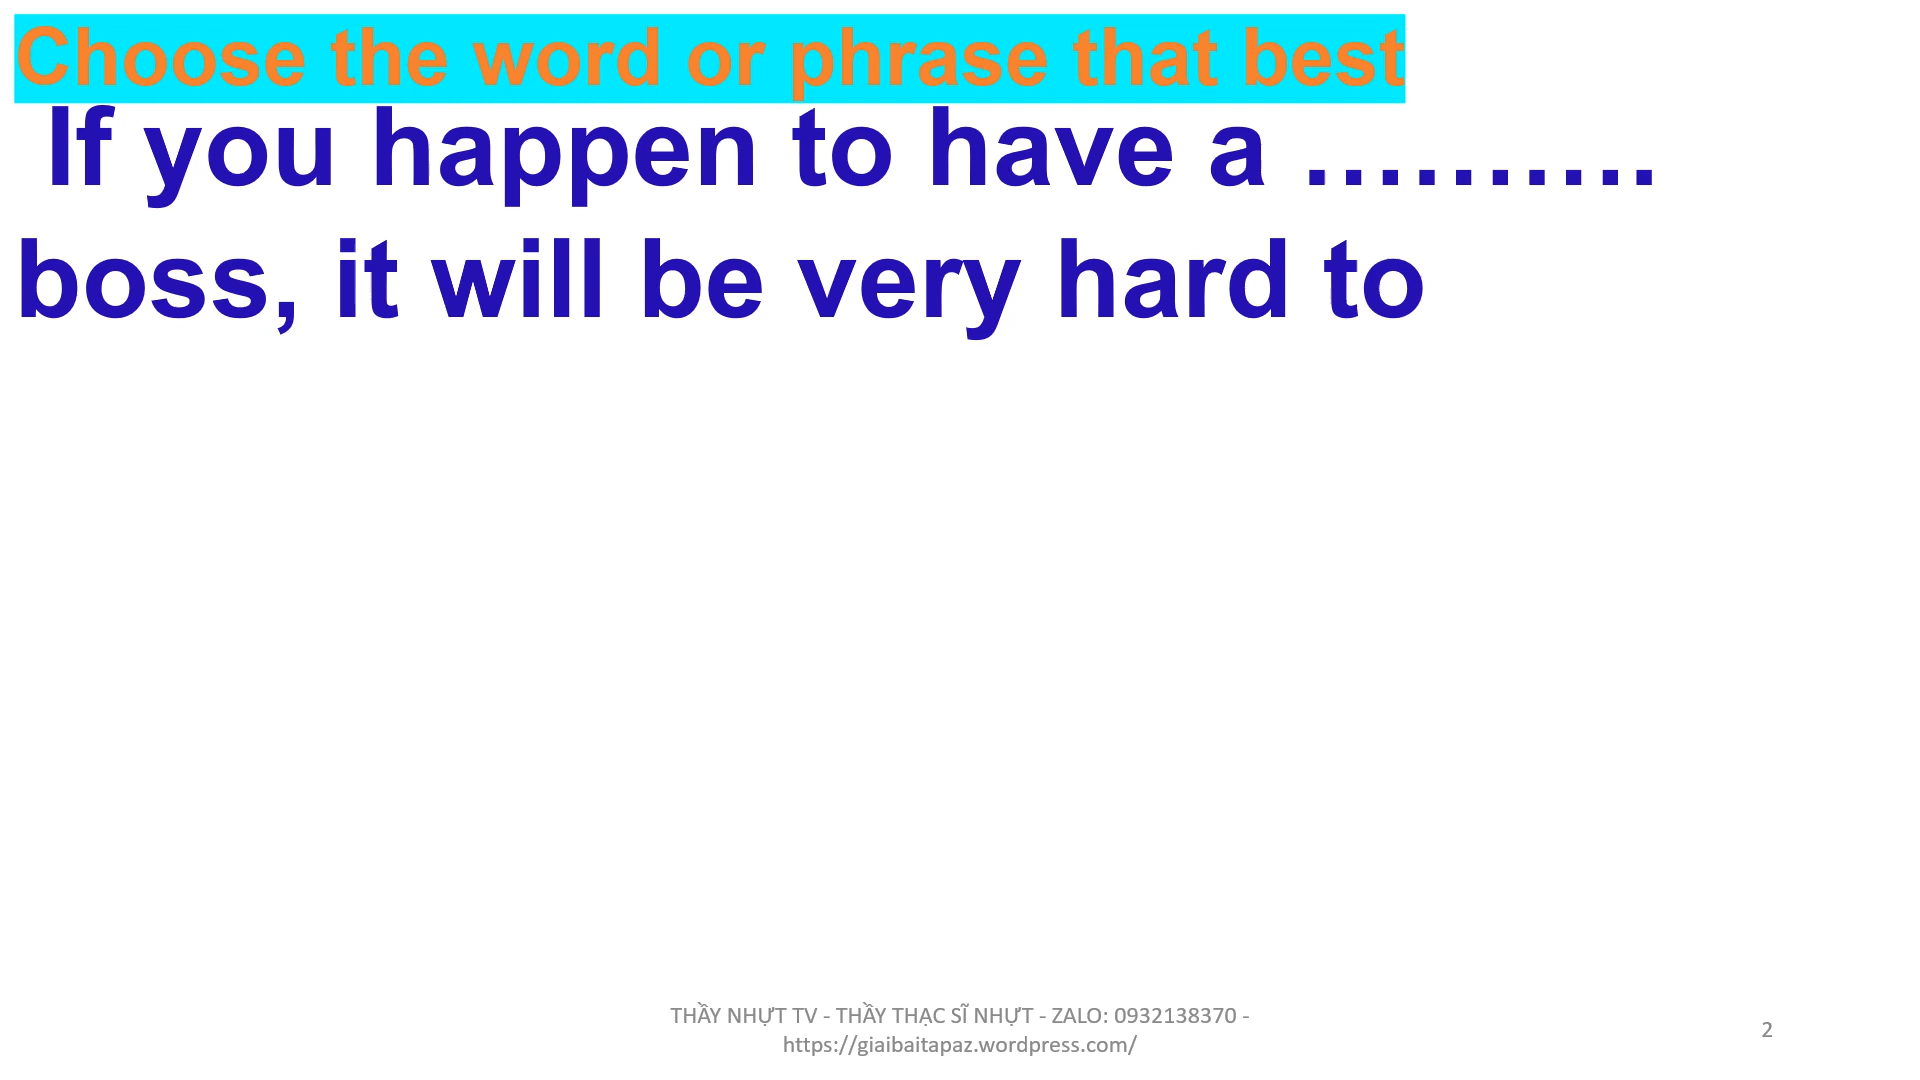 Choose the word or phrase that best
If you happen to have a ……….
boss, it will be very hard to
THẦY NHỰT TV - THẦY THẠC SĨ NHỰT - ZALO: 0932138370 -
https://giaibaitapaz.wordpress.com/
2